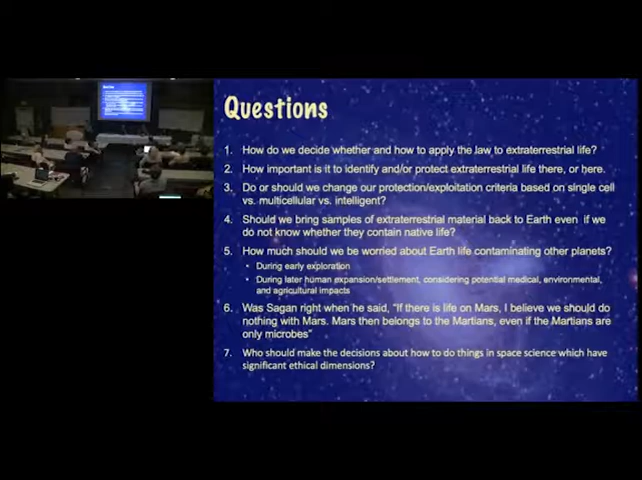 Questions
1. How do we decide whether and how to apply the law to extraterrestrial life?
2. How important is it to identify and/or protect extraterrestrial life there, or here.
3. Do or should we change our protection/exploitation criteria based on single cell
vs. multicellular vs. intelligent?
4. Should we bring samples of extraterrestrial material back to Earth even if we
do not know whether they contain native life?
5. How much should we be worried about Earth life contaminating other planets?
• During early exploration
• During later human expansion/settlement, considering potential medical, environmental,
and agricultural impacts
6. Was Sagan right when he said, "If there is life on Mars, I believe we should do
nothing with Mars. Mars then belongs to the Martians, even if the Martians are
only microbes"
7. Who should make the decisions about how to do things in space science which have
significant ethical dimensions?